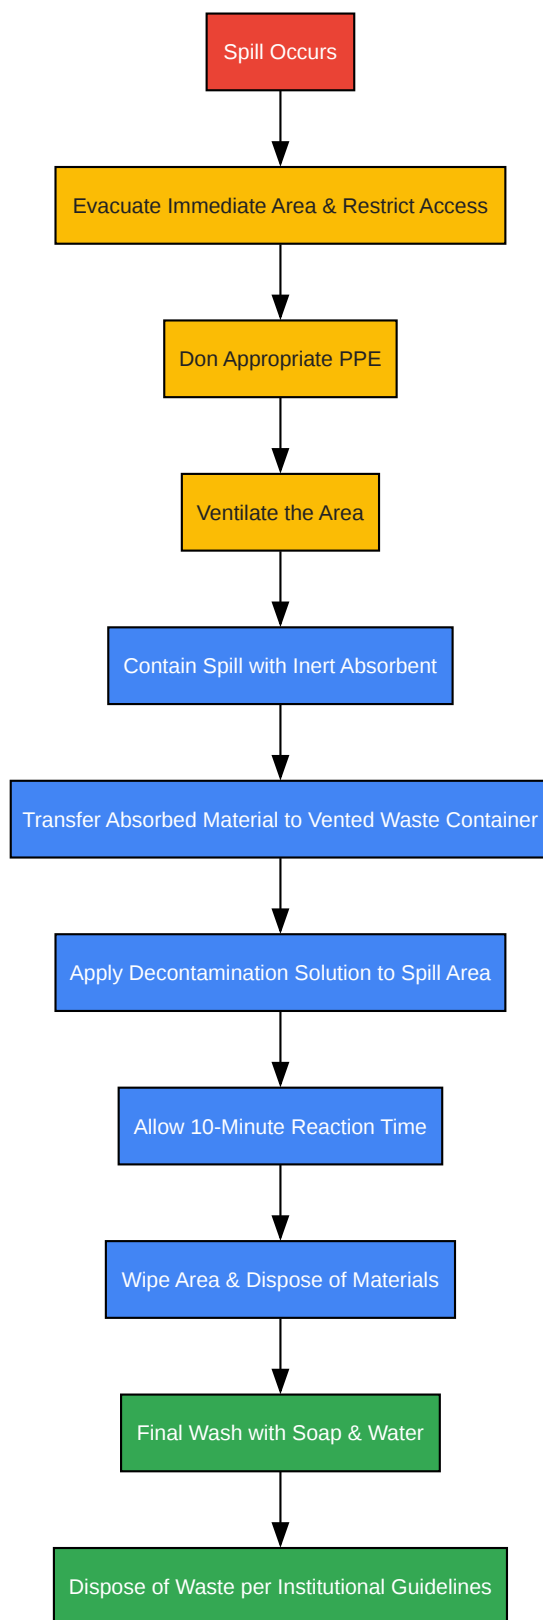 Spill Occurs
Evacuate Immediate Area & Restrict Access
Don Appropriate PPE
Ventilate the Area
Contain Spill with Inert Absorbent
Transfer Absorbed Material to Vented Waste Container
Apply Decontamination Solution to Spill Area
Allow 10-Minute Reaction Time
Wipe Area & Dispose of Materials
Final Wash with Soap & Water
Dispose of Waste per Institutional Guidelines